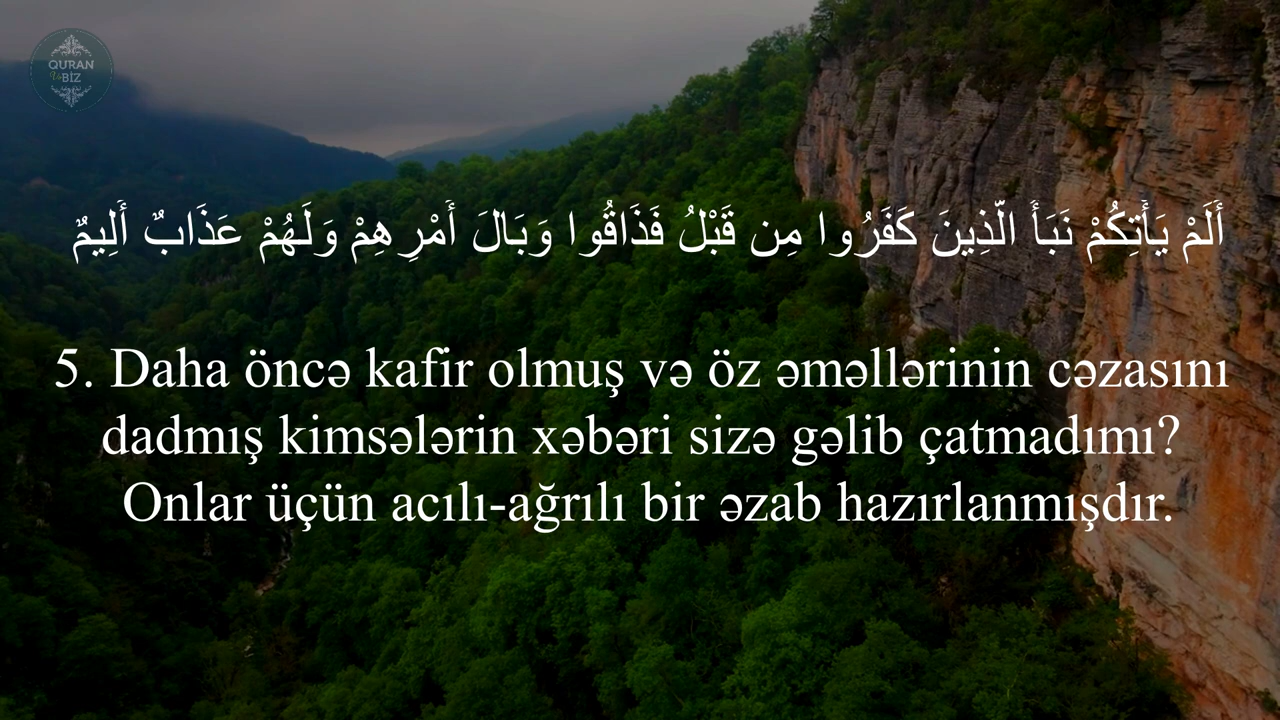 QURAN
Və BİZ
أَلَمْ يَأْتِكُمْ نَبَأُ الَّذِينَ كَفَرُوا مِن قَبْلُ فَذَاقُوا وَبَالَ أَمْرِهِمْ وَلَهُمْ عَذَابٌ أَلِيمٌ
5. Daha öncə kafir olmuş və öz əməllərinin cəzasını
dadmış kimsələrin xəbəri sizə gəlib çatmadımı?
Onlar üçün acılı-ağrılı bir əzab hazırlanmışdır.